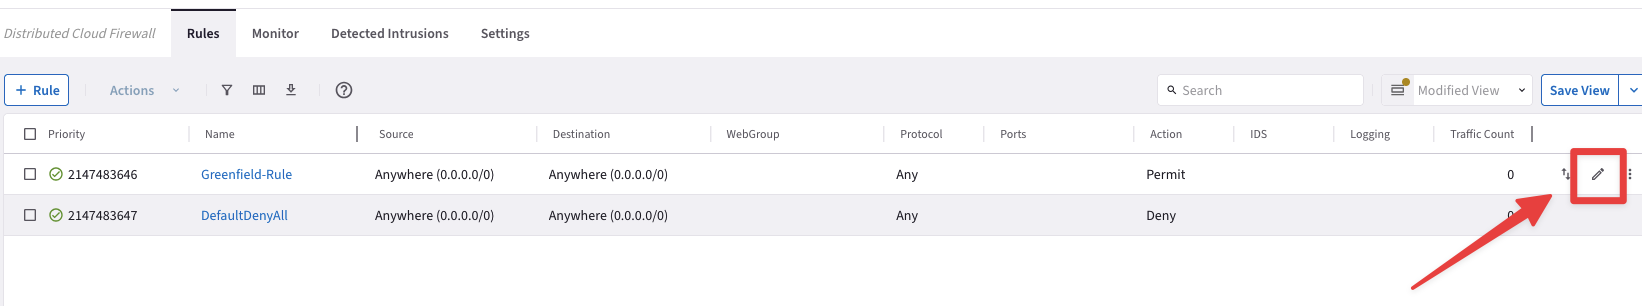 Distributed Cloud Firewall Rules Monitor Detected Intrusions Settings
+ Rule Actions ? Search Modified View Save View
Priority Name Source Destination WebGroup Protocol Ports Action IDS Logging Traffic Count
2147483646 Greenfield-Rule Anywhere (0.0.0.0/0) Anywhere (0.0.0.0/0) Any Permit 0
2147483647 DefaultDenyAll Anywhere (0.0.0.0/0) Anywhere (0.0.0.0/0) Any Deny 0